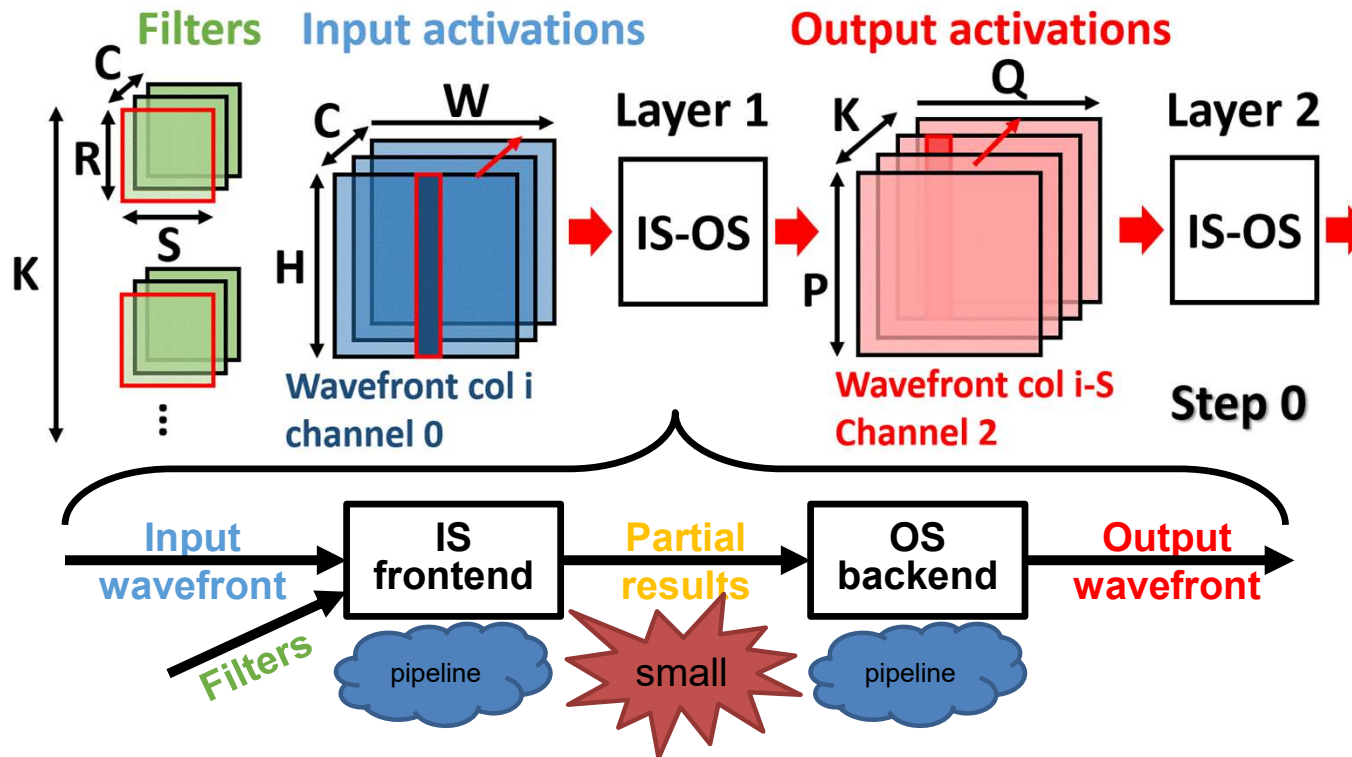 Filters
Input activations
Output activations
C
R
S
K
⋮
C
W
H
Layer 1
IS-OS
K
Q
P
Layer 2
IS-OS
Wavefront col i
channel 0
Wavefront col i-S
Channel 2
Step 0
Input
wavefront
Filters
IS
frontend
Partial
results
OS
backend
Output
wavefront
pipeline
small
pipeline